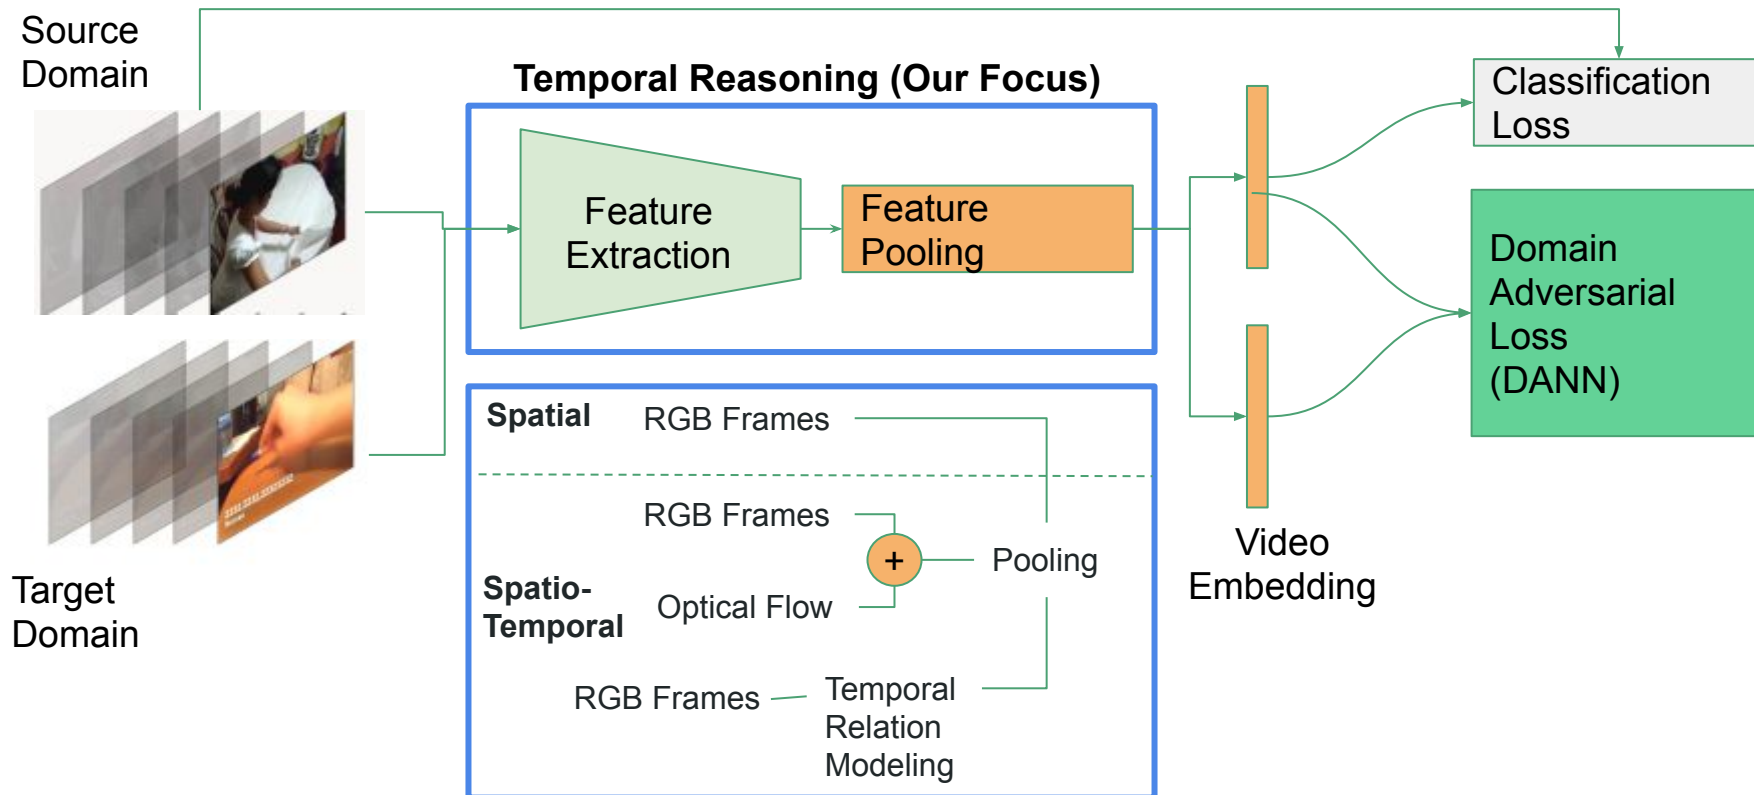 Source
Domain
Temporal Reasoning (Our Focus)
Classification
Loss
Feature
Extraction
Feature
Pooling
Domain
Adversarial
Loss
(DANN)
Spatial
RGB Frames
RGB Frames
+
Pooling
Spatio-
Temporal
Optical Flow
RGB Frames
Temporal
Relation
Modeling
Video
Embedding
Target
Domain